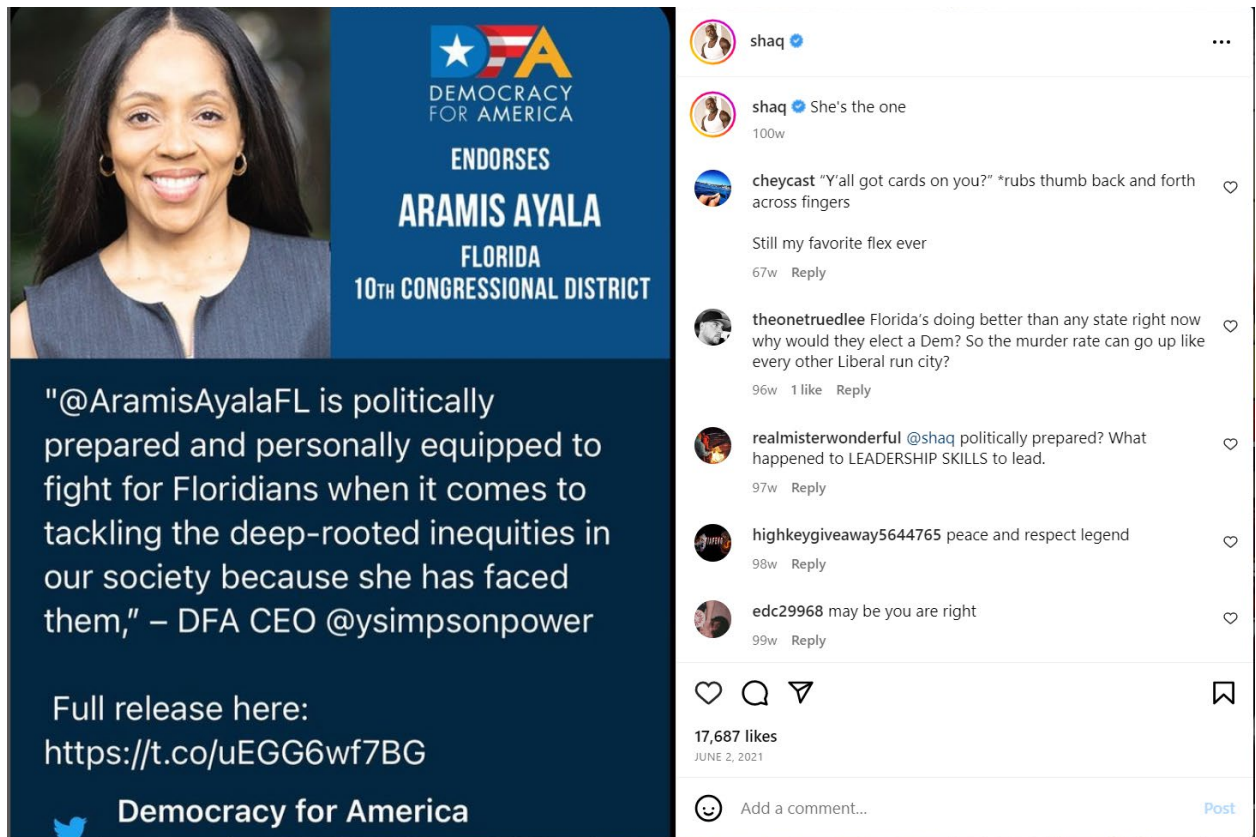 DFA
DEMOCRACY
FOR AMERICA
ENDORSES
ARAMIS AYALA
FLORIDA
10TH CONGRESSIONAL DISTRICT
"@AramisAyalaFL is politically
prepared and personally equipped to
fight for Floridians when it comes to
tackling the deep-rooted inequities in
our society because she has faced
them,” – DFA CEO @ysimpsonpower
Full release here:
https://t.co/uEGG6wf7BG
Democracy for America
shaq
shaq She's the one
100w
cheycast “Y'all got cards on you?” *rubs thumb back and forth
across fingers
Still my favorite flex ever
67w Reply
theonetruedlee Florida's doing better than any state right now
why would they elect a Dem? So the murder rate can go up like
every other Liberal run city?
96w 1 like Reply
realmisterwonderful @shaq politically prepared? What
happened to LEADERSHIP SKILLS to lead.
97w Reply
highkeygiveaway5644765 peace and respect legend
98w Reply
edc29968 may be you are right
99w Reply
17,687 likes
JUNE 2, 2021
Add a comment...
Post